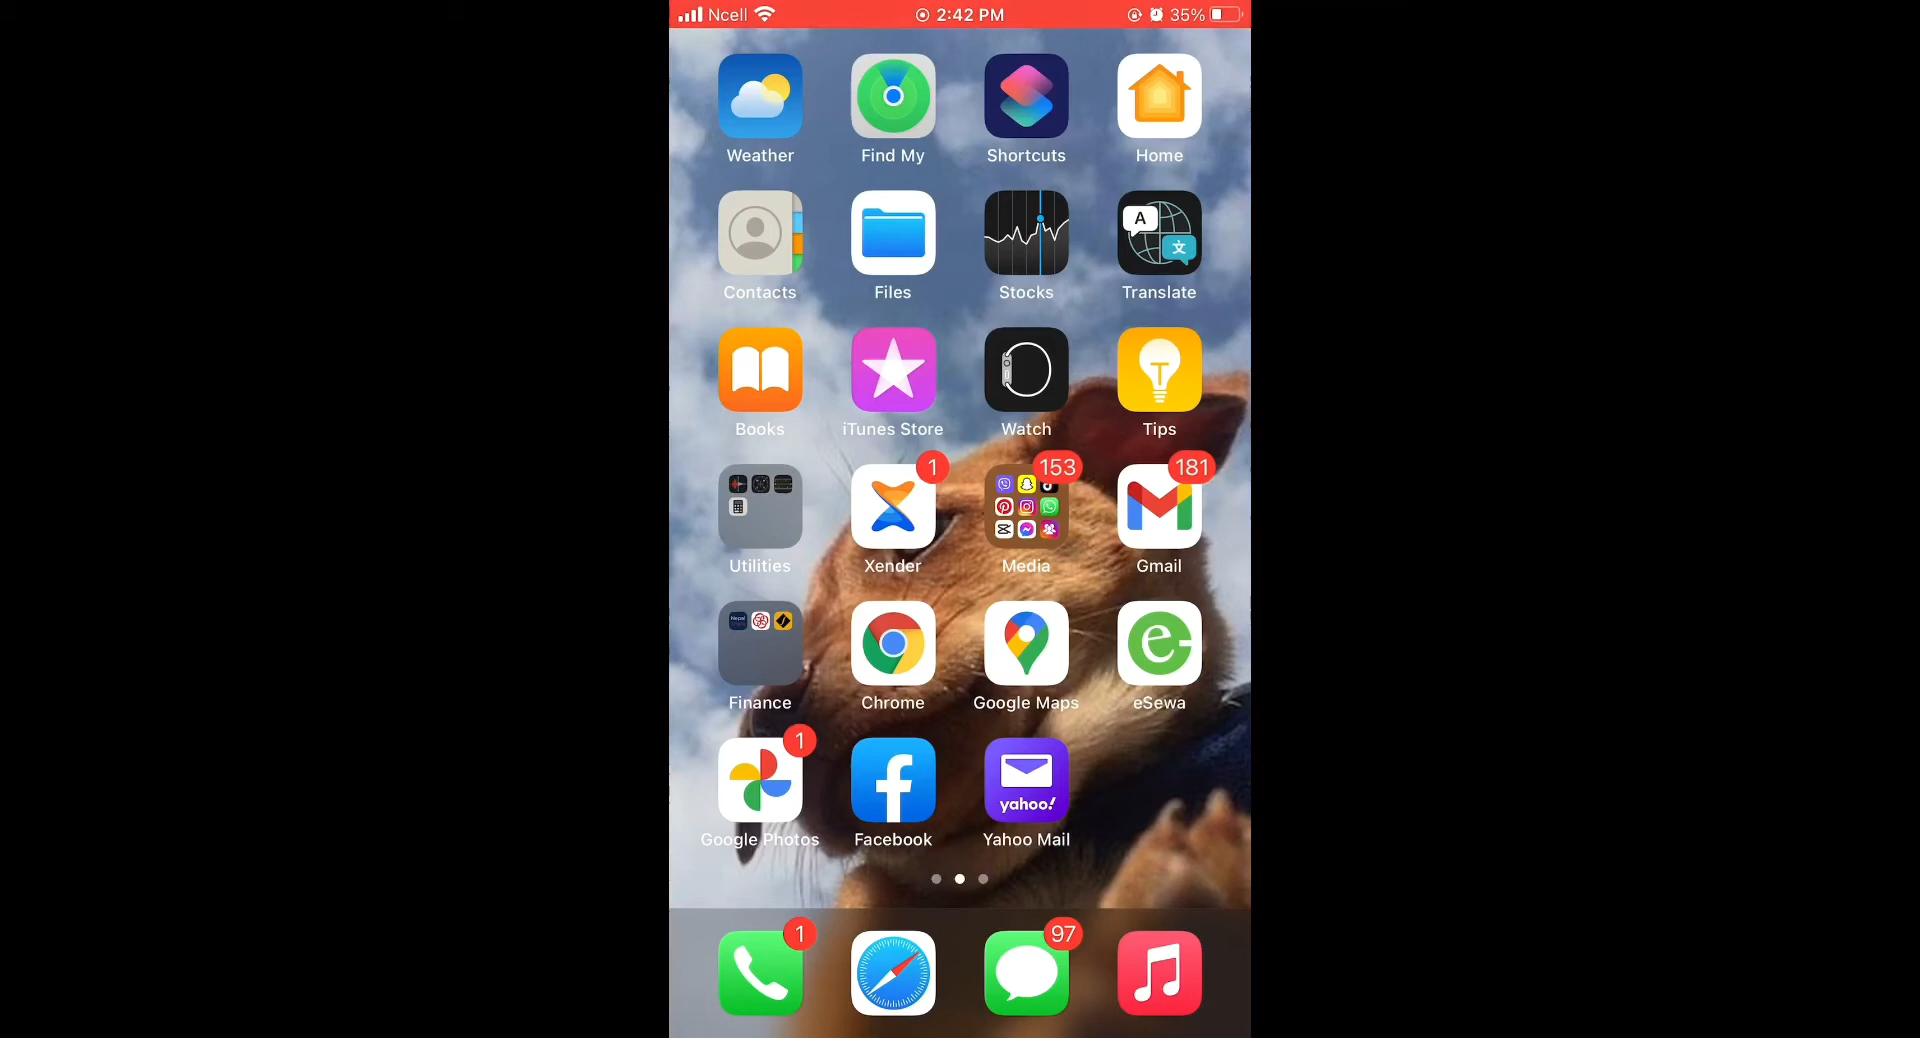 Ncell 2:42 PM 35%
Weather Find My Shortcuts Home
A 文
Contacts Files Stocks Translate
Books iTunes Store Watch Tips
1 153 181
Utilities Xender Media Gmail
Nepal
Finance Chrome Google Maps eSewa
1
yahoo!
Google Photos Facebook Yahoo Mail
1 97